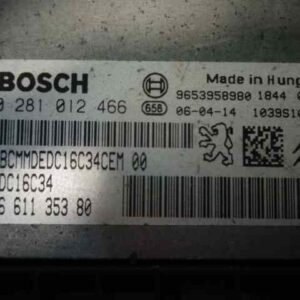 BOSCH
Made in Hung
0 281 012 466
9653958980 1844
658
06-04-14 1039S1
BCMMDEDC16C34CEM 00
DC16C34
6 611 353 80